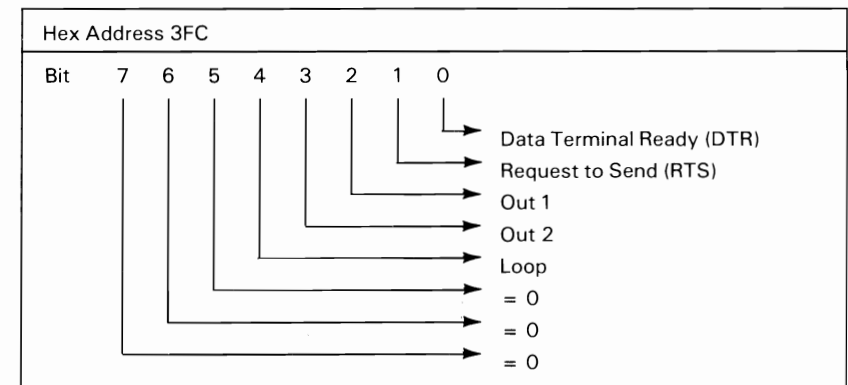 Hex Address 3FC
Bit 7 6 5 4 3 2 1 0
Data Terminal Ready (DTR)
Request to Send (RTS)
Out 1
Out 2
Loop
= 0
= 0
= 0